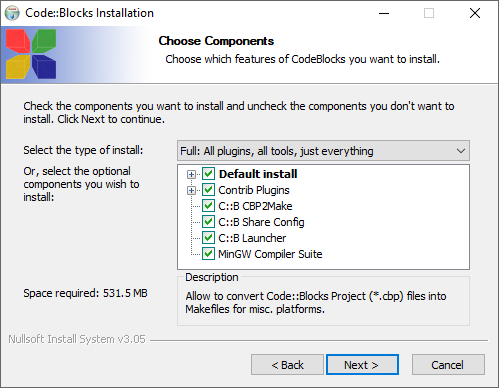 Code::Blocks Installation
Choose Components
Choose which features of CodeBlocks you want to install.
Check the components you want to install and uncheck the components you don't want to
install. Click Next to continue.
Select the type of install:
Full: All plugins, all tools, just everything
Or, select the optional
components you wish to
install:
Default install
Contrib Plugins
C::B CBP2Make
C::B Share Config
C::B Launcher
MinGW Compiler Suite
Space required: 531.5 MB
Description
Allow to convert Code::Blocks Project (*.cbp) files into
Makefiles for misc. platforms.
Nullsoft Install System v3.05
< Back
Next >
Cancel